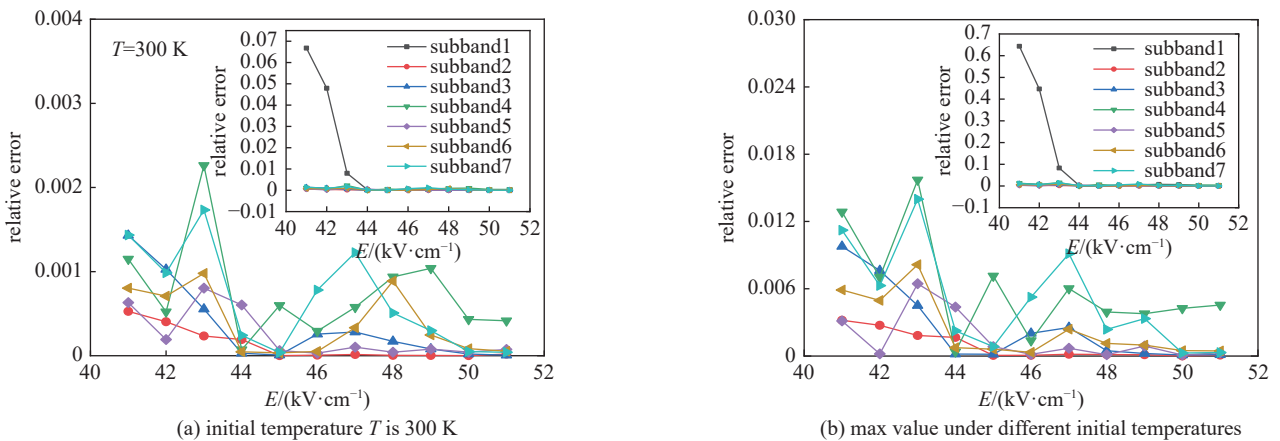 0.004
0.003
0.002
0.001
0
relative error
T=300 K
0.07
0.06
0.05
0.04
0.03
0.02
0.01
0
−0.01
relative error
subband1
subband2
subband3
subband4
subband5
subband6
subband7
40 42 44 46 48 50 52
E/(kV·cm⁻¹)
40 42 44 46 48 50 52
E/(kV·cm⁻¹)
(a) initial temperature T is 300 K
0.030
0.024
0.018
0.012
0.006
0
relative error
0.7
0.6
0.5
0.4
0.3
0.2
0.1
0
−0.1
relative error
subband1
subband2
subband3
subband4
subband5
subband6
subband7
40 42 44 46 48 50 52
E/(kV·cm⁻¹)
40 42 44 46 48 50 52
E/(kV·cm⁻¹)
(b) max value under different initial temperatures